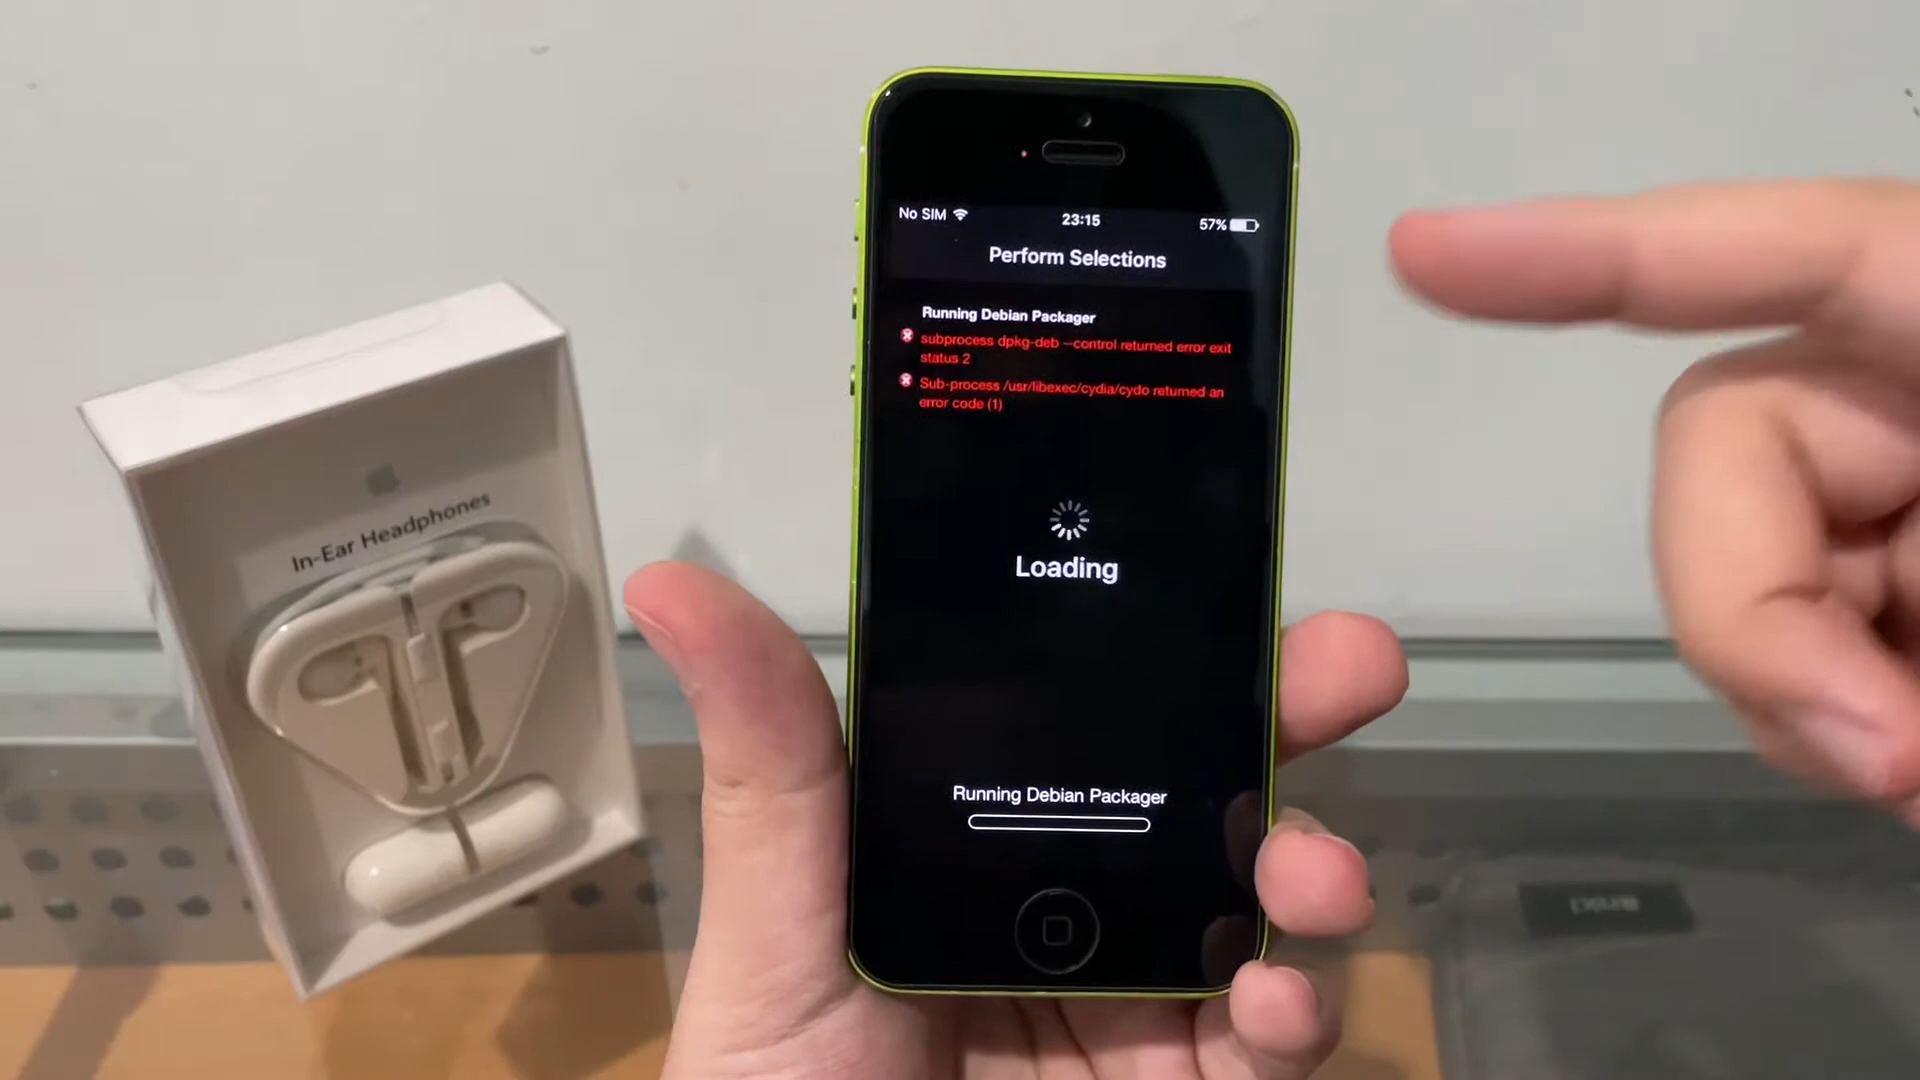 No SIM 23:15 57%
Perform Selections
Running Debian Packager
subprocess dpkg-deb --control returned error exit
status 2
Sub-process /usr/libexec/cydia/cydo returned an
error code (1)
Loading
Running Debian Packager
In-Ear Headphones